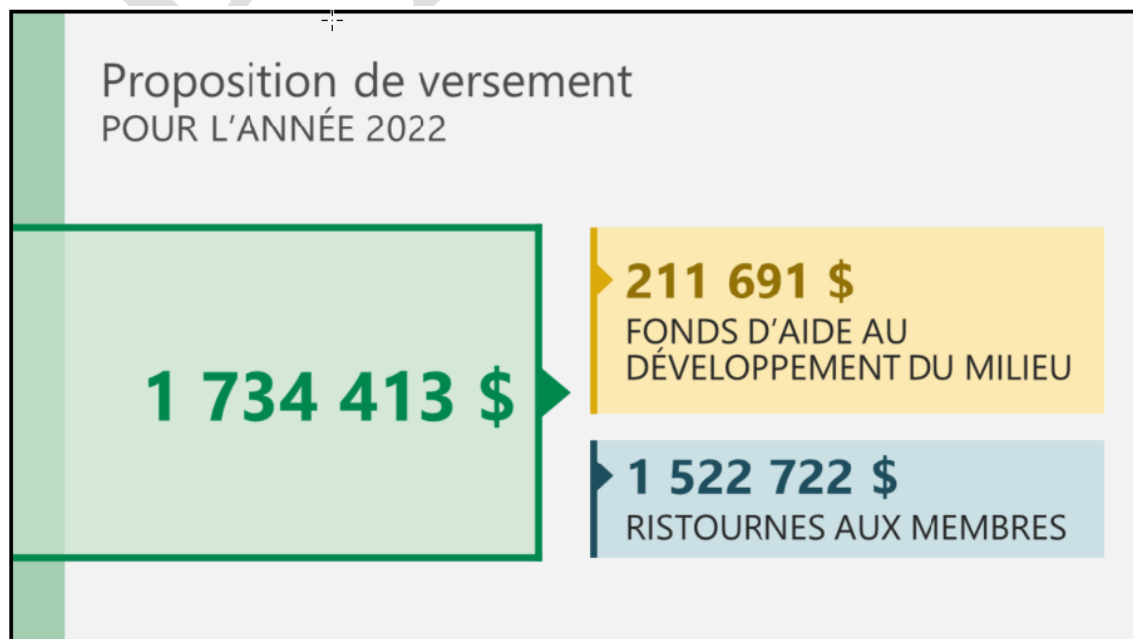 Proposition de versement
POUR L’ANNÉE 2022
1 734 413 $
211 691 $
FONDS D’AIDE AU
DÉVELOPPEMENT DU MILIEU
1 522 722 $
RISTOURNES AUX MEMBRES